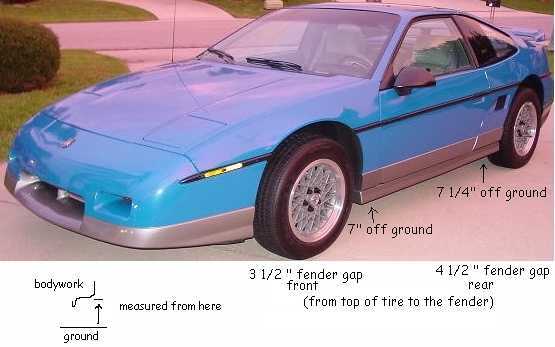 7 1/4" off ground
7" off ground
3 1/2 " fender gap
front
4 1/2 " fender gap
rear
(from top of tire to the fender)
bodywork
measured from here
ground